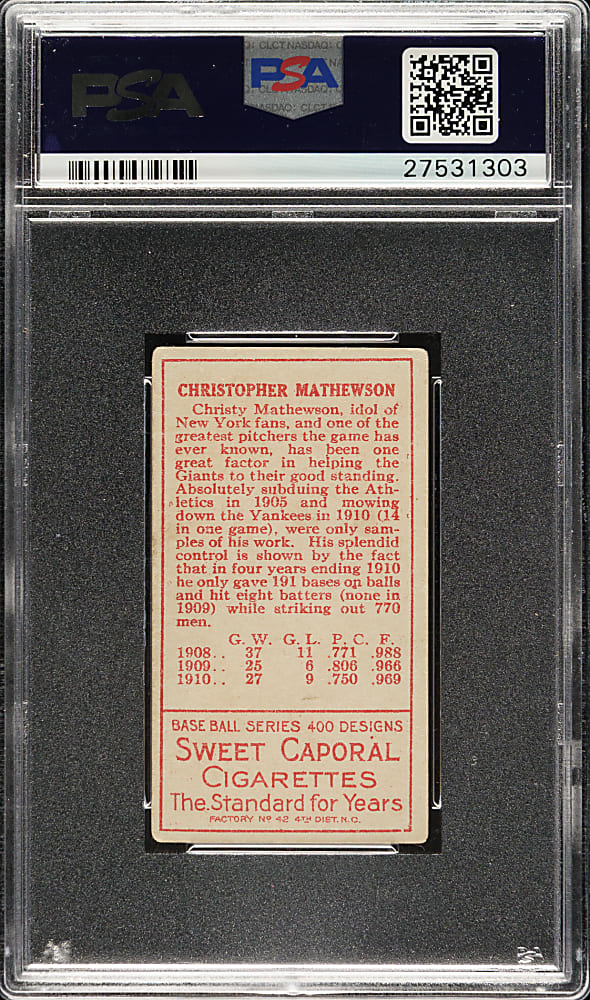 PSA
PSA
27531303
CHRISTOPHER MATHEWSON
Christy Mathewson, idol of
New York fans, and one of the
greatest pitchers the game has
ever known, has been one
great factor in helping the
Giants to their good standing.
Absolutely subduing the Ath-
letics in 1905 and mowing
down the Yankees in 1910 (14
in one game), were only sam-
ples of his work. His splendid
control is shown by the fact
that in four years ending 1910
he only gave 191 bases on balls
and hit eight batters (none in
1909) while striking out 770
men.
G. W. G. L. P. C. F.
1908.. 37 11 .771 .988
1909.. 25 6 .806 .966
1910.. 27 9 .750 .969
BASE BALL SERIES 400 DESIGNS
SWEET CAPORAL
CIGARETTES
The Standard for Years
FACTORY Nº 42 4TH DIST. N.C.